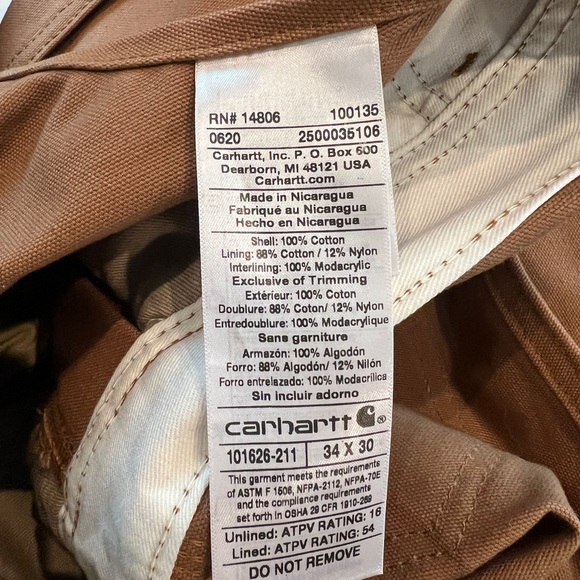 RN# 14806 100135
0620 2500035106
Carhartt, Inc. P. O. Box 600
Dearborn, MI 48121 USA
Carhartt.com
Made in Nicaragua
Fabriqué au Nicaragua
Hecho en Nicaragua
Shell: 100% Cotton
Lining: 88% Cotton / 12% Nylon
Interlining: 100% Modacrylic
Exclusive of Trimming
Extérieur: 100% Coton
Doublure: 88% Coton/ 12% Nylon
Entredoublure: 100% Modacrylique
Sans garniture
Armazón: 100% Algodón
Forro: 88% Algodón/ 12% Nilón
Forro entrelazado: 100% Modacrílica
Sin incluir adorno
carhartt ®
101626-211 34 X 30
This garment meets the requirements
of ASTM F 1506, NFPA-2112, NFPA-70E
and the compliance requirements
set forth in OSHA 29 CFR 1910-269
Unlined: ATPV RATING: 16
Lined: ATPV RATING: 54
DO NOT REMOVE